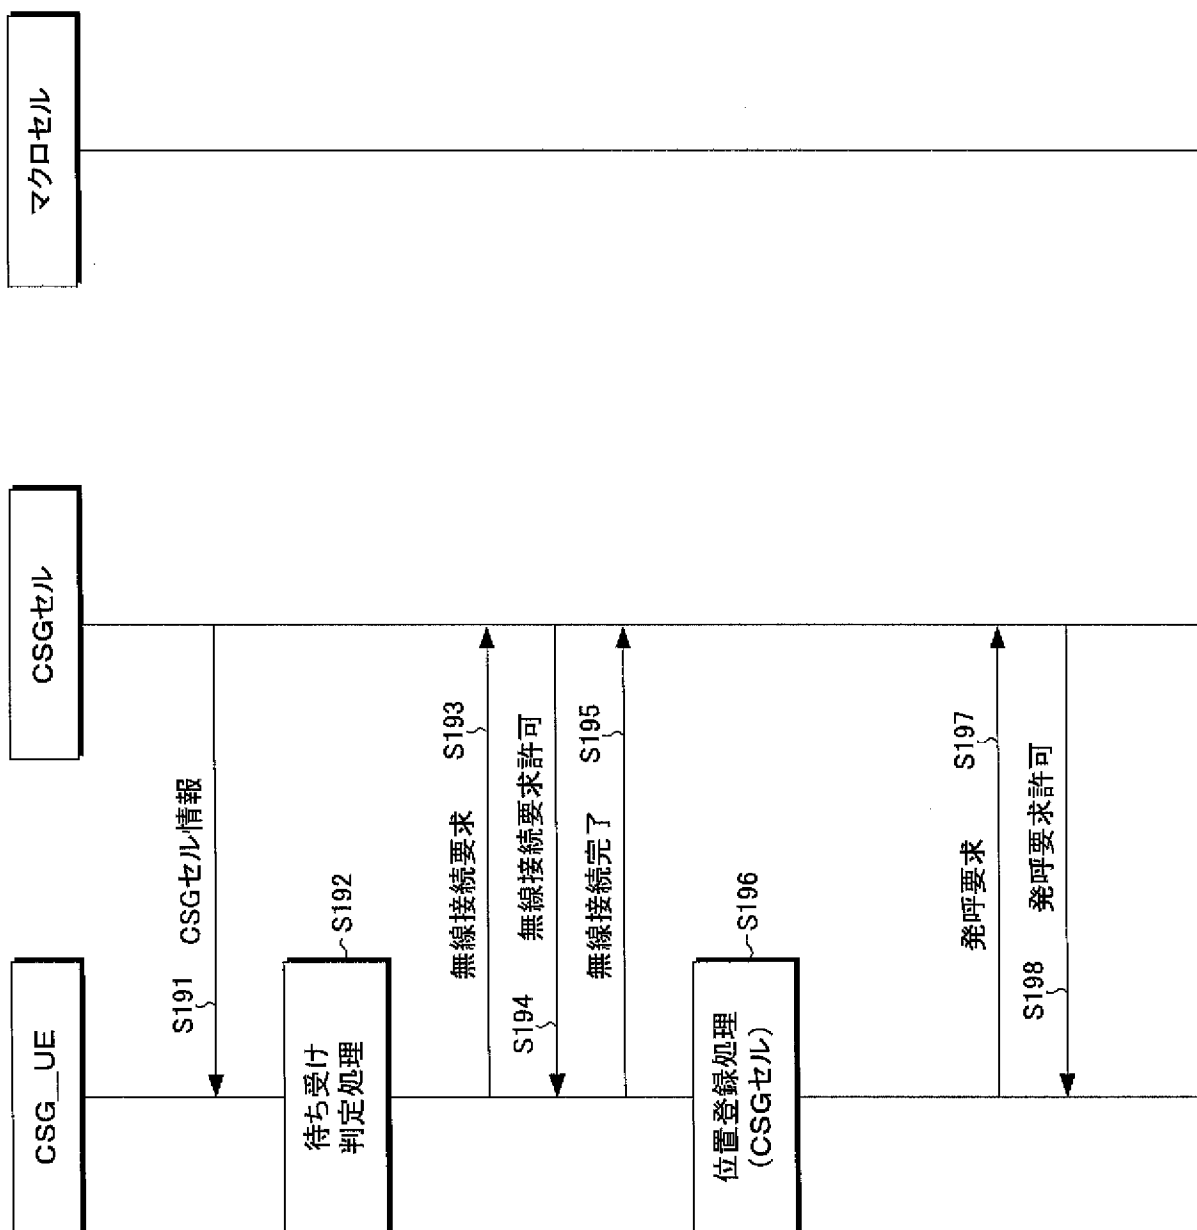 CSG_UE
CSGセル
マクロセル
S191
CSGセル情報
待ち受け
判定処理
S192
無線接続要求
S193
S194
無線接続要求許可
無線接続完了
S195
位置登録処理
(CSGセル)
S196
発呼要求
S197
S198
発呼要求許可